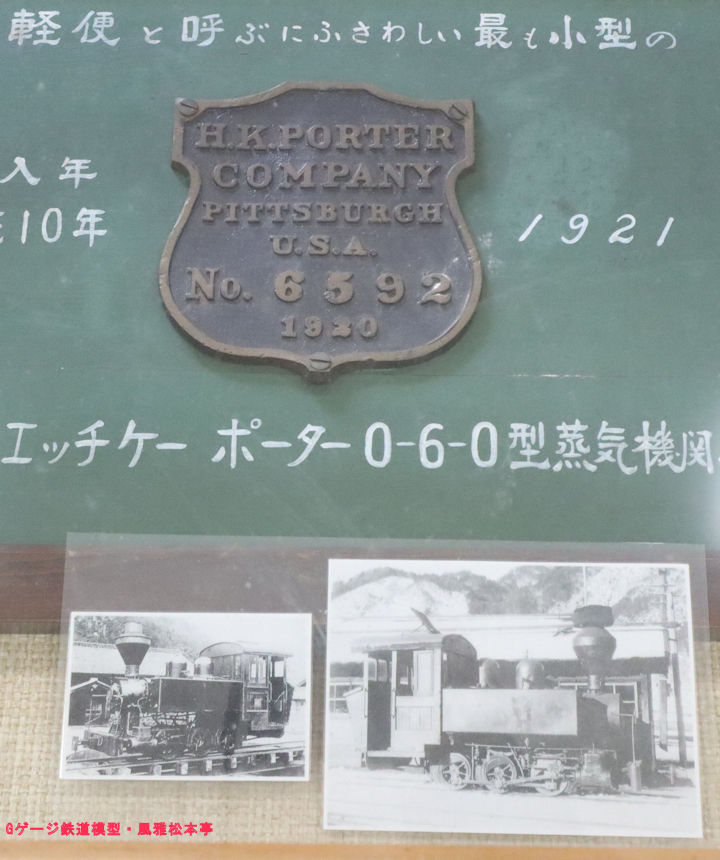 軽便と呼ぶにふさわしい最も小型の
H.K.PORTER
COMPANY
PITTSBURGH
U.S.A.
No. 6592
1920
入年
10年
1921
エッチケー ポーター0-6-0型蒸気機関
Gゲージ鉄道模型・風雅松本亭